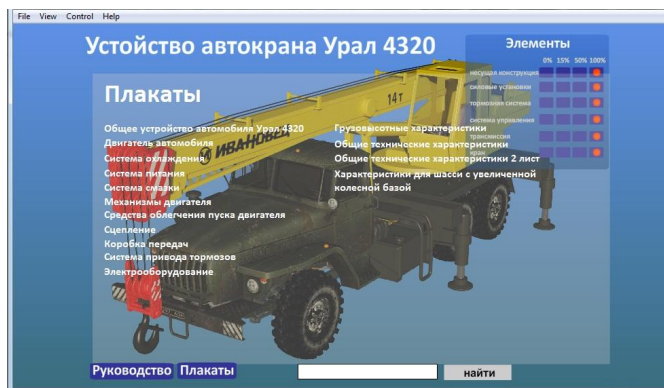 File View Control Help
Устойство автокрана Урал 4320
Элементы
0% 15% 50% 100%
несущая конструкция
силовые установки
тормозная система
система управления
трансмиссия
кран
Плакаты
Общее устройство автомобиля Урал 4320
Двигатель автомобиля
Система охлаждения
Система питания
Система смазки
Механизмы двигателя
Средства облегчения пуска двигателя
Сцепление
Коробка передач
Система привода тормозов
Электрооборудование
Грузовысотные характеристики
Общие технические характеристики
Общие технические характеристики 2 лист
Характеристики для шасси с увеличенной
колесной базой
14т
ИВАНОВЕЦ
Руководство Плакаты
найти